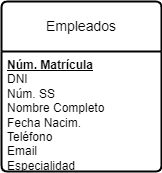 Empleados
Núm. Matrícula
DNI
Núm. SS
Nombre Completo
Fecha Nacim.
Teléfono
Email
Especialidad